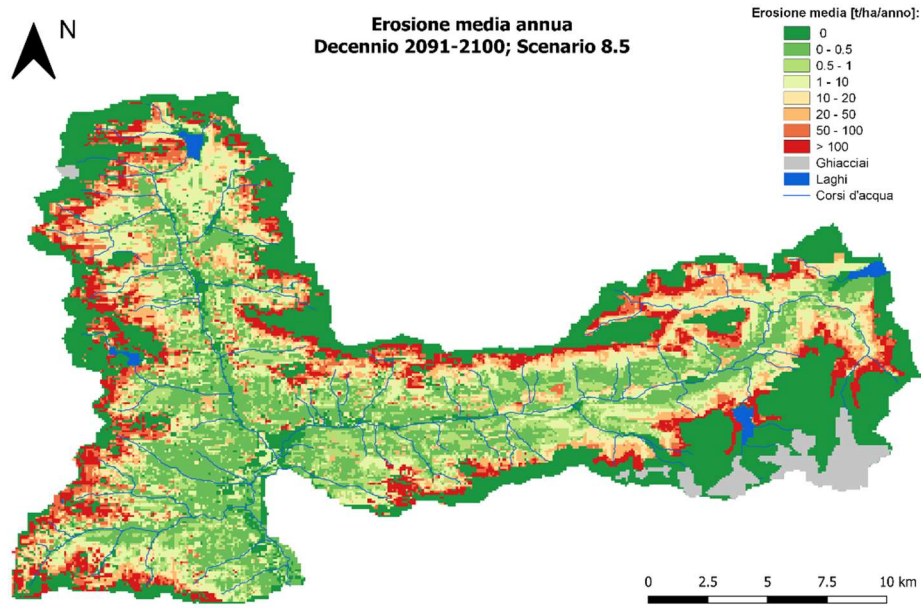 N
Erosione media annua
Decennio 2091-2100; Scenario 8.5
Erosione media [t/ha/anno]:
0
0 - 0.5
0.5 - 1
1 - 10
10 - 20
20 - 50
50 - 100
> 100
Ghiacciai
Laghi
Corsi d'acqua
0 2.5 5 7.5 10 km